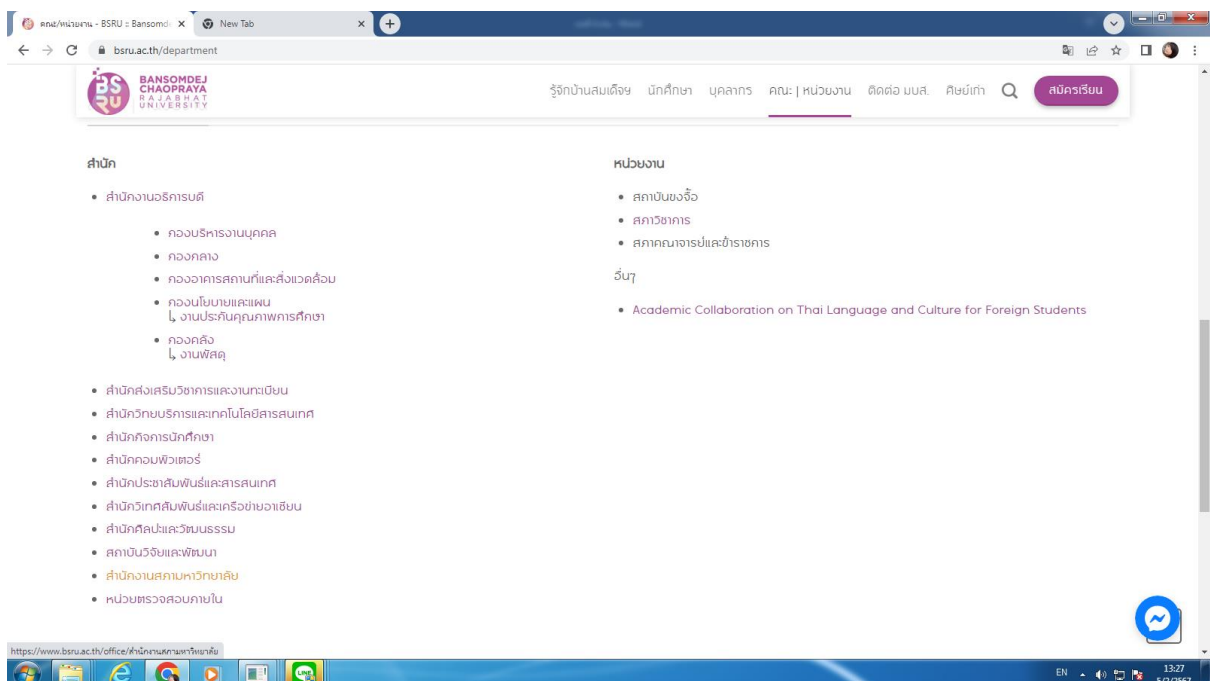 คณะ/หน่วยงาน - BSRU :: Bansomd
New Tab
bsru.ac.th/department
BSRU
BANSOMDEJ
CHAOPRAYA
RAJABHAT
UNIVERSITY
รู้จักบ้านสมเด็จฯ นักศึกษา บุคลากร คณะ | หน่วยงาน ติดต่อ มบส. ศิษย์เก่า สมัครเรียน
สำนัก
สำนักงานอธิการบดี
กองบริหารงานบุคคล
กองกลาง
กองอาคารสถานที่และสิ่งแวดล้อม
กองนโยบายและแผน
↳ งานประกันคุณภาพการศึกษา
กองคลัง
↳ งานพัสดุ
สำนักส่งเสริมวิชาการและงานทะเบียน
สำนักวิทยบริการและเทคโนโลยีสารสนเทศ
สำนักกิจการนักศึกษา
สำนักคอมพิวเตอร์
สำนักประชาสัมพันธ์และสารสนเทศ
สำนักวิเทศสัมพันธ์และเครือข่ายอาเซียน
สำนักศิลปะและวัฒนธรรม
สถาบันวิจัยและพัฒนา
สำนักงานสภามหาวิทยาลัย
หน่วยตรวจสอบภายใน
หน่วยงาน
สถาบันขงจื้อ
สภาวิชาการ
สภาคณาจารย์และข้าราชการ
อื่นๆ
Academic Collaboration on Thai Language and Culture for Foreign Students
https://www.bsru.ac.th/office/สำนักงานสภามหาวิทยาลัย
LINE
EN
13:27
5/2/2567